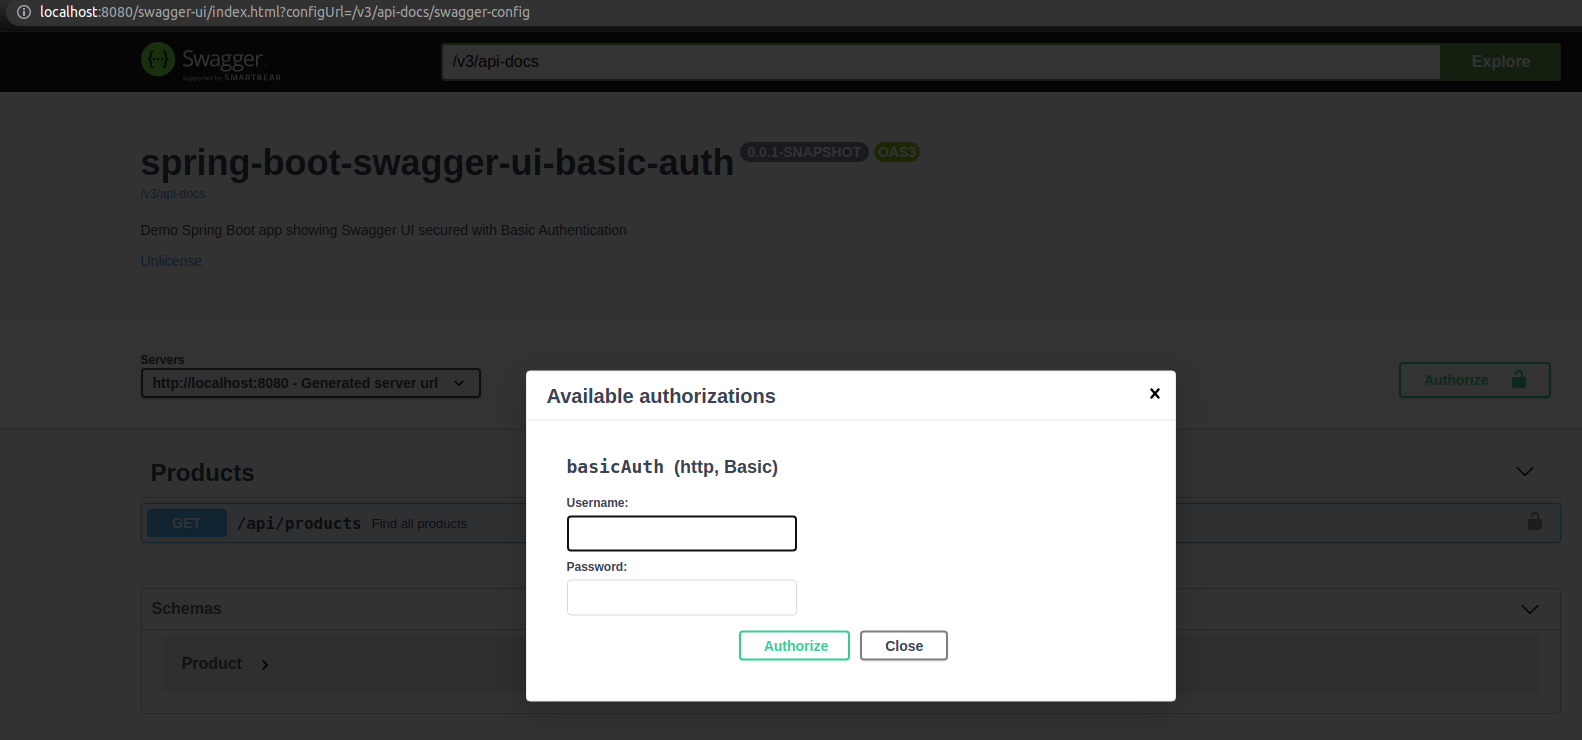 localhost:8080/swagger-ui/index.html?configUrl=/v3/api-docs/swagger-config
Swagger
Supported by SMARTBEAR
/v3/api-docs
Explore
spring-boot-swagger-ui-basic-auth 0.0.1-SNAPSHOT OAS3
/v3/api-docs
Demo Spring Boot app showing Swagger UI secured with Basic Authentication
Unlicense
Servers
http://localhost:8080 - Generated server url
Authorize
Available authorizations
basicAuth (http, Basic)
Username:
Password:
Authorize Close
Products
GET /api/products Find all products
Schemas
Product